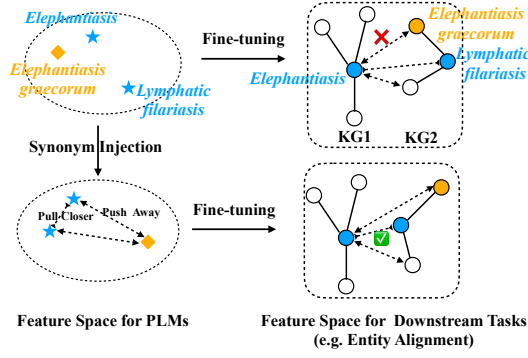 Elephantiasis
Elephantiasis
graecorum
Lymphatic
filariasis
Fine-tuning
Elephantiasis
graecorum
Elephantiasis
Lymphatic
filariasis
KG1
KG2
Synonym Injection
Pull Closer
Push Away
Fine-tuning
Feature Space for PLMs
Feature Space for Downstream Tasks
(e.g. Entity Alignment)